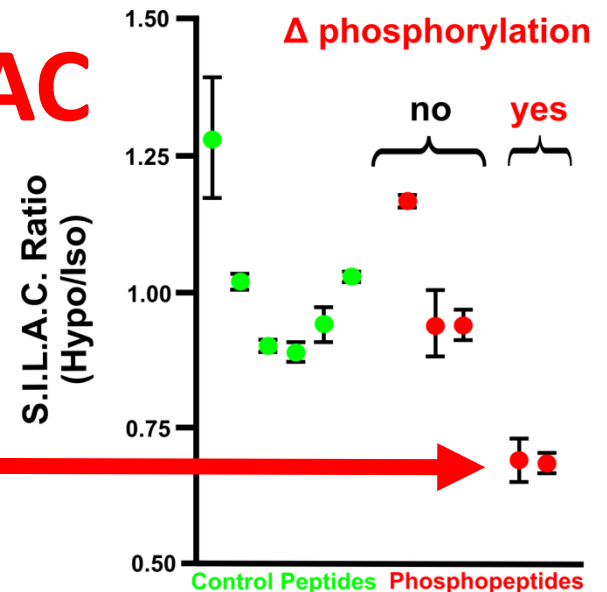 AC
Δ phosphorylation
no
yes
S.I.L.A.C. Ratio
(Hypo/Iso)
1.50
1.25
1.00
0.75
0.50
Control Peptides
Phosphopeptides